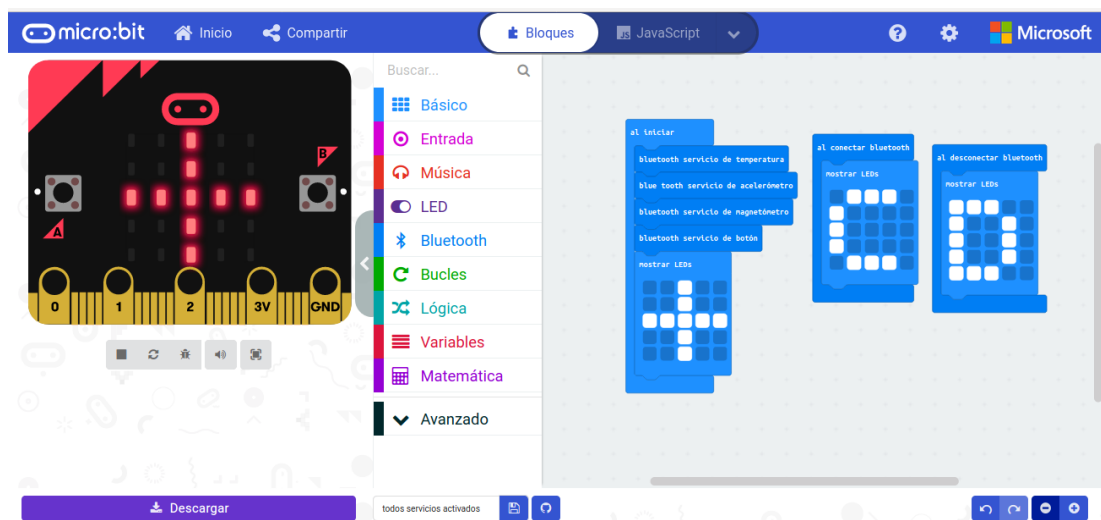 micro:bit Inicio Compartir Bloques JS JavaScript ? Microsoft
Buscar...
Básico
Entrada
Música
LED
Bluetooth
Bucles
Lógica
Variables
Matemática
Avanzado
A
B
0 1 2 3V GND
al iniciar
bluetooth servicio de temperatura
blue tooth servicio de acelerómetro
bluetooth servicio de magnetómetro
bluetooth servicio de botón
mostrar LEDs
al conectar bluetooth
mostrar LEDs
al desconectar bluetooth
mostrar LEDs
Descargar
todos servicios activados